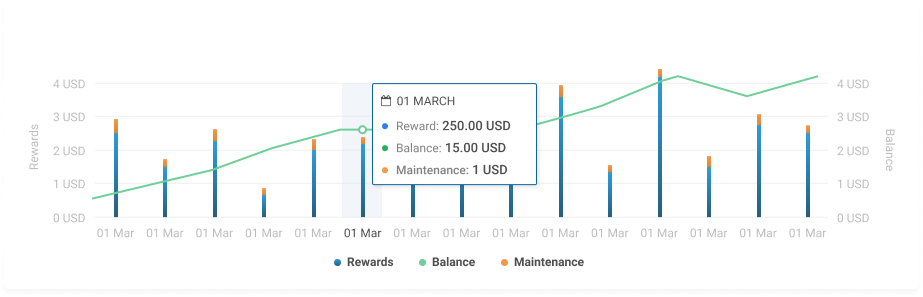 4 USD
3 USD
2 USD
1 USD
0 USD
Rewards
01 MARCH
Reward: 250.00 USD
Balance: 15.00 USD
Maintenance: 1 USD
4 USD
3 USD
2 USD
1 USD
0 USD
Balance
01 Mar 01 Mar 01 Mar 01 Mar 01 Mar 01 Mar 01 Mar 01 Mar 01 Mar 01 Mar 01 Mar 01 Mar 01 Mar 01 Mar 01 Mar
Rewards Balance Maintenance